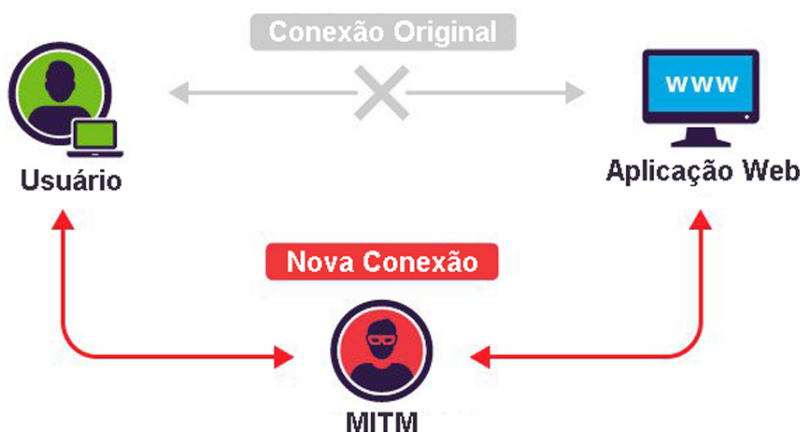 Conexão Original
www
Usuário
Aplicação Web
Nova Conexão
MITM